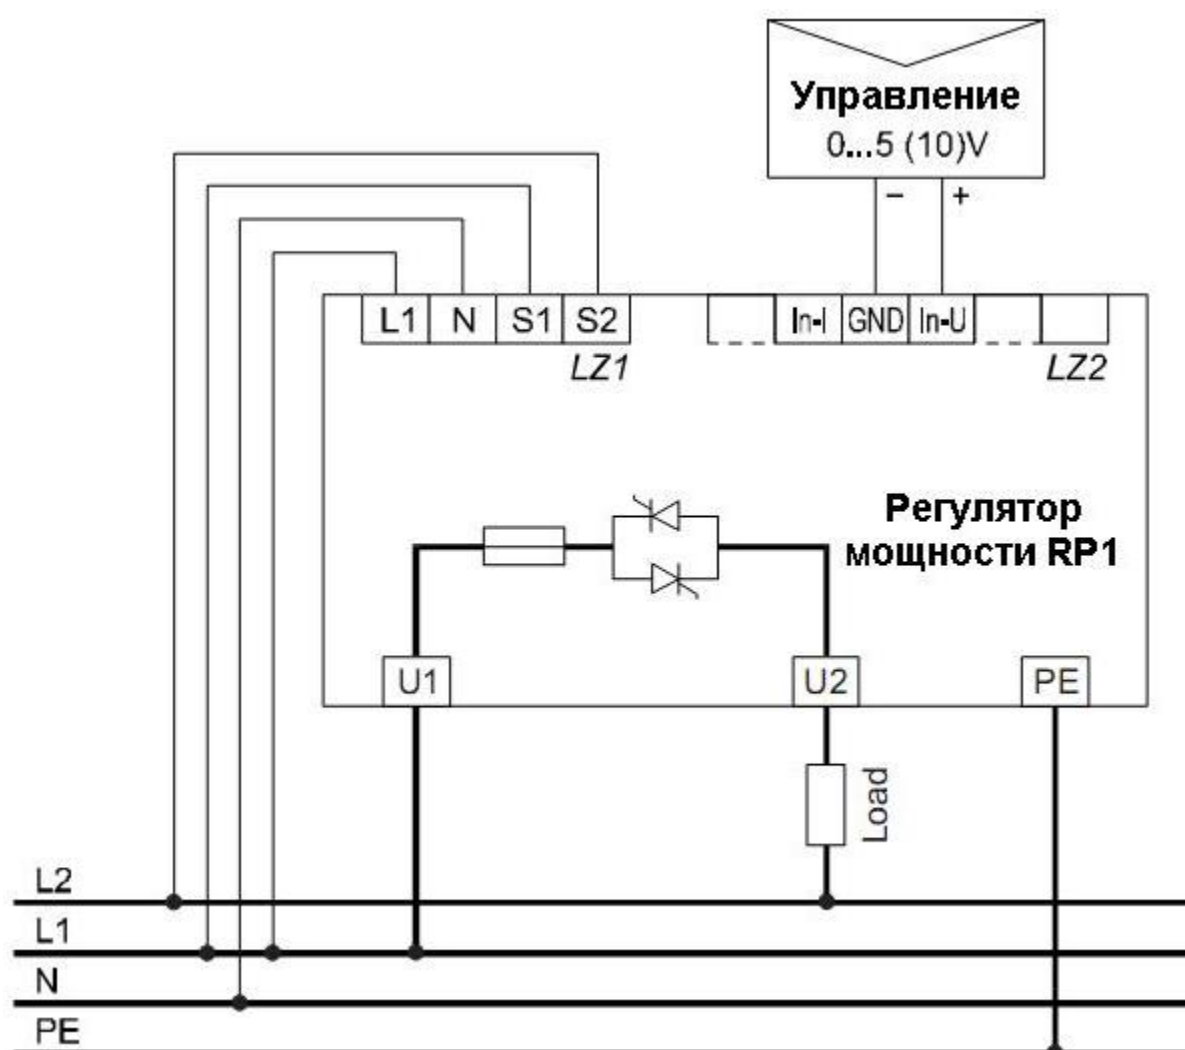 Управление
0...5 (10)V
– +
L1 N S1 S2 In-I GND In-U
LZ1 LZ2
Регулятор
мощности RP1
U1 U2 PE
Load
L2
L1
N
PE